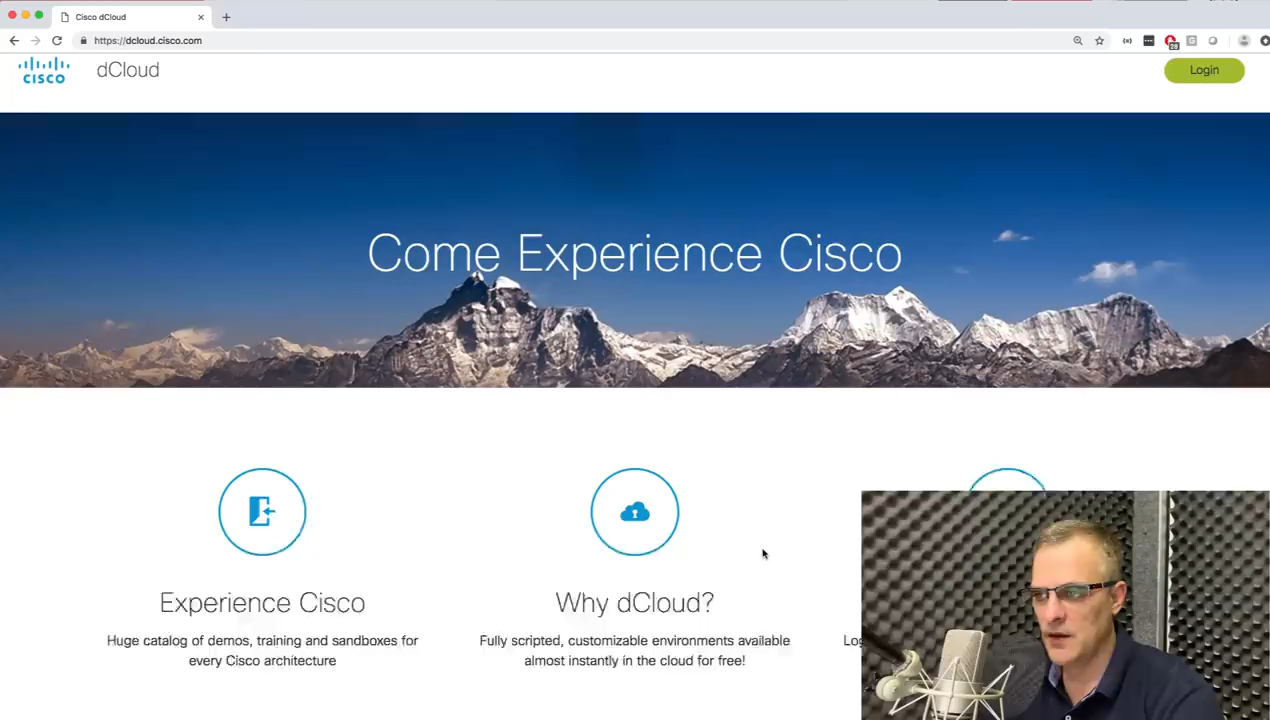 Cisco dCloud
https://dcloud.cisco.com
CISCO
dCloud
Login
Come Experience Cisco
Experience Cisco
Huge catalog of demos, training and sandboxes for
every Cisco architecture
Why dCloud?
Fully scripted, customizable environments available
almost instantly in the cloud for free!